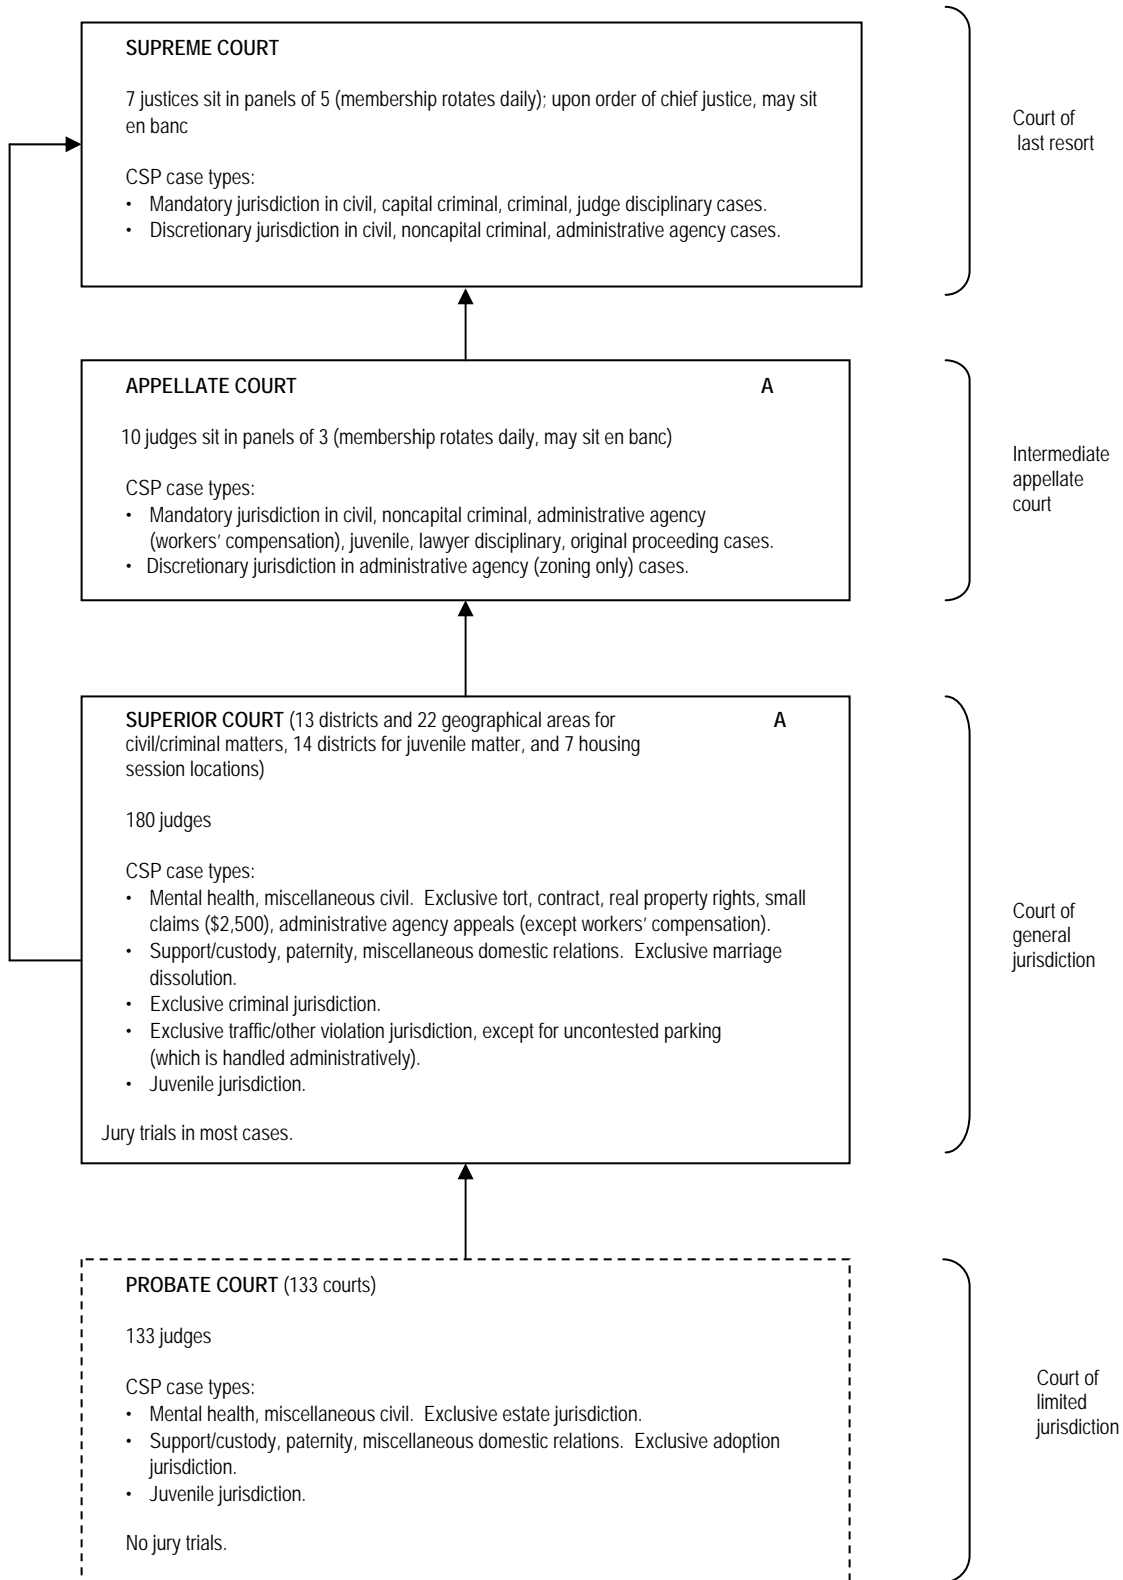 SUPREME COURT
7 justices sit in panels of 5 (membership rotates daily); upon order of chief justice, may sit
en banc
CSP case types:
• Mandatory jurisdiction in civil, capital criminal, criminal, judge disciplinary cases.
• Discretionary jurisdiction in civil, noncapital criminal, administrative agency cases.
Court of
last resort
APPELLATE COURT A
10 judges sit in panels of 3 (membership rotates daily, may sit en banc)
CSP case types:
• Mandatory jurisdiction in civil, noncapital criminal, administrative agency
(workers’ compensation), juvenile, lawyer disciplinary, original proceeding cases.
• Discretionary jurisdiction in administrative agency (zoning only) cases.
Intermediate
appellate
court
SUPERIOR COURT (13 districts and 22 geographical areas for A
civil/criminal matters, 14 districts for juvenile matter, and 7 housing
session locations)
180 judges
CSP case types:
• Mental health, miscellaneous civil. Exclusive tort, contract, real property rights, small
claims ($2,500), administrative agency appeals (except workers’ compensation).
• Support/custody, paternity, miscellaneous domestic relations. Exclusive marriage
dissolution.
• Exclusive criminal jurisdiction.
• Exclusive traffic/other violation jurisdiction, except for uncontested parking
(which is handled administratively).
• Juvenile jurisdiction.
Jury trials in most cases.
Court of
general
jurisdiction
PROBATE COURT (133 courts)
133 judges
CSP case types:
• Mental health, miscellaneous civil. Exclusive estate jurisdiction.
• Support/custody, paternity, miscellaneous domestic relations. Exclusive adoption
jurisdiction.
• Juvenile jurisdiction.
No jury trials.
Court of
limited
jurisdiction